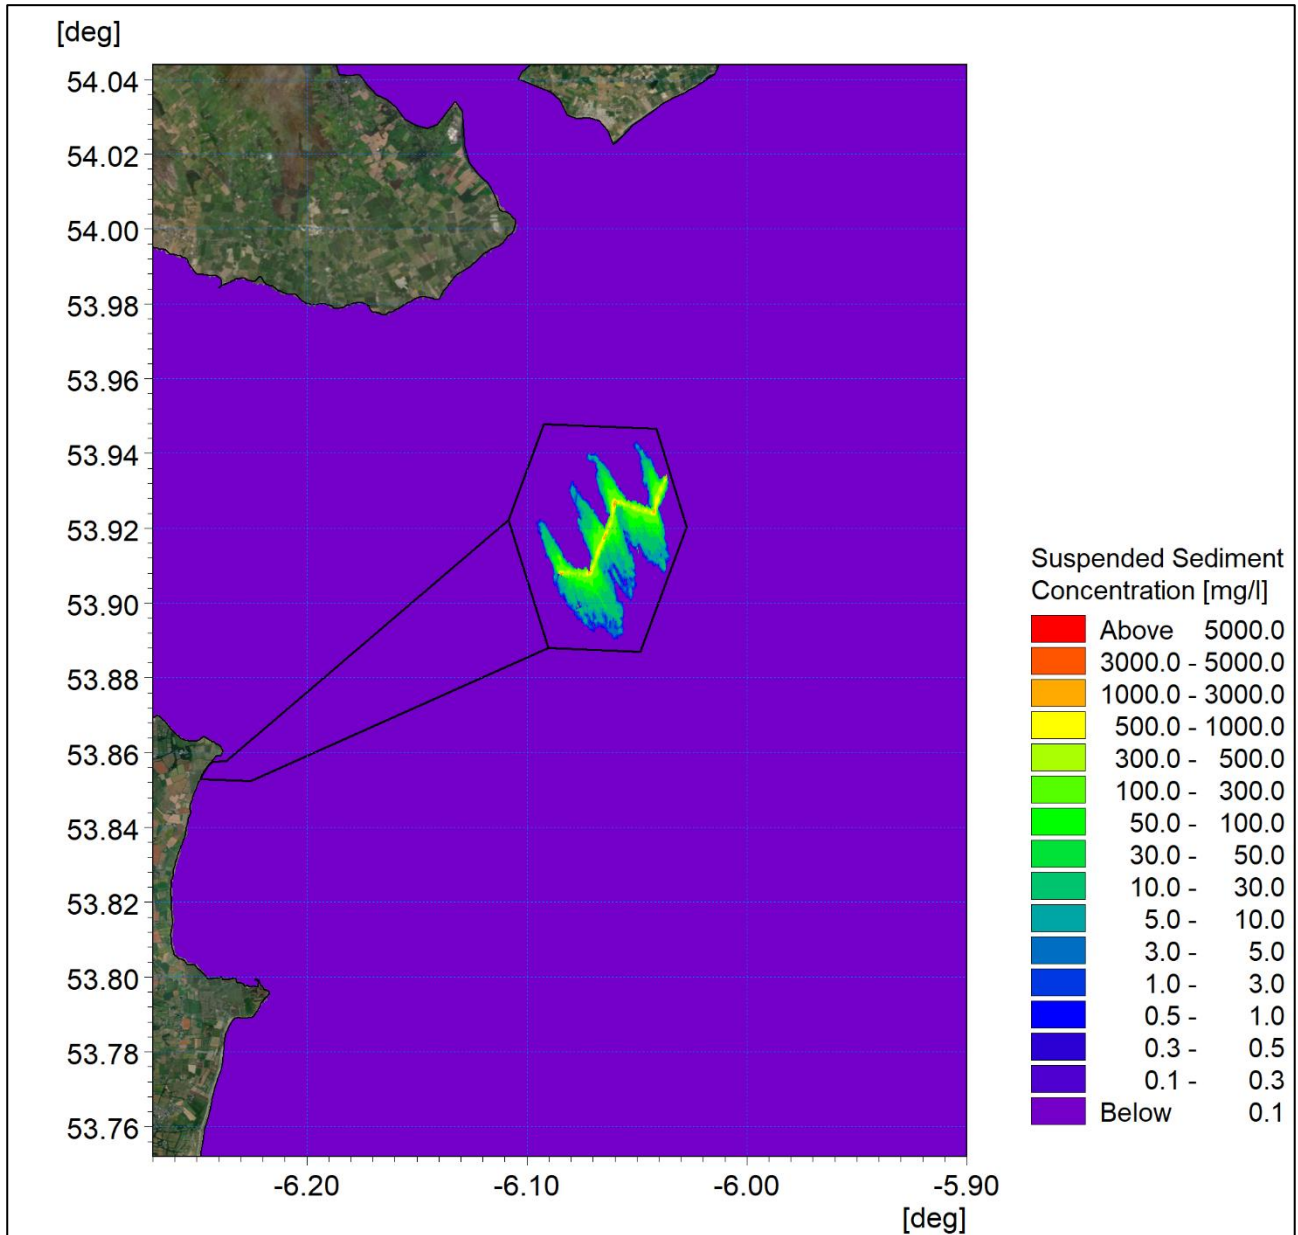 [deg]
54.04
54.02
54.00
53.98
53.96
53.94
53.92
53.90
53.88
53.86
53.84
53.82
53.80
53.78
53.76
-6.20 -6.10 -6.00 -5.90
[deg]
Suspended Sediment
Concentration [mg/l]
Above 5000.0
3000.0 - 5000.0
1000.0 - 3000.0
500.0 - 1000.0
300.0 - 500.0
100.0 - 300.0
50.0 - 100.0
30.0 - 50.0
10.0 - 30.0
5.0 - 10.0
3.0 - 5.0
1.0 - 3.0
0.5 - 1.0
0.3 - 0.5
0.1 - 0.3
Below 0.1